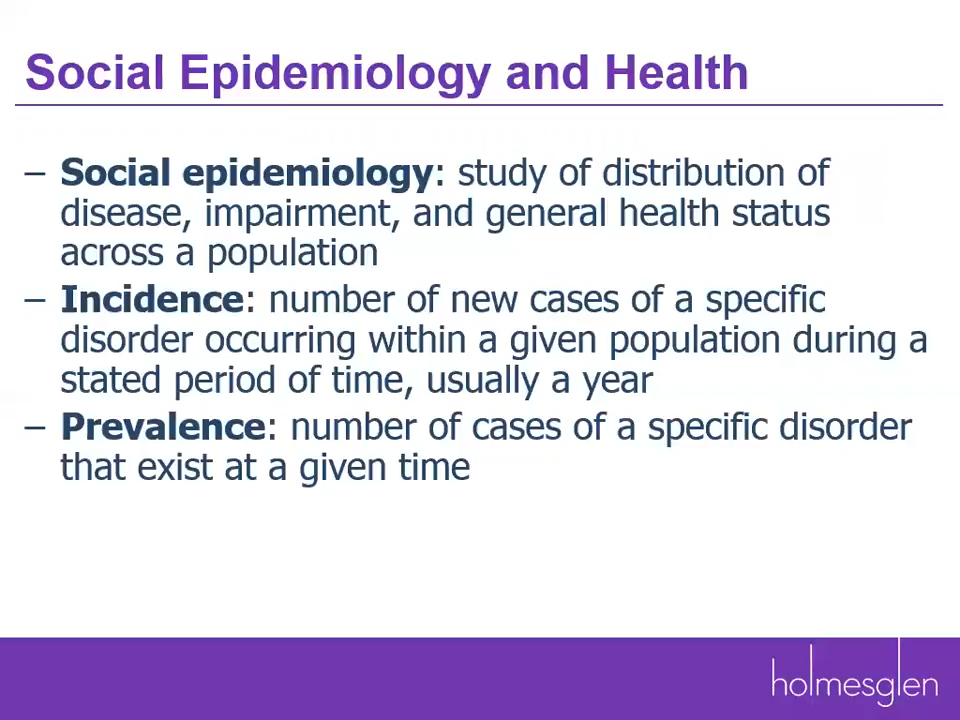 Social Epidemiology and Health
– Social epidemiology: study of distribution of
disease, impairment, and general health status
across a population
– Incidence: number of new cases of a specific
disorder occurring within a given population during a
stated period of time, usually a year
– Prevalence: number of cases of a specific disorder
that exist at a given time
holmesglen